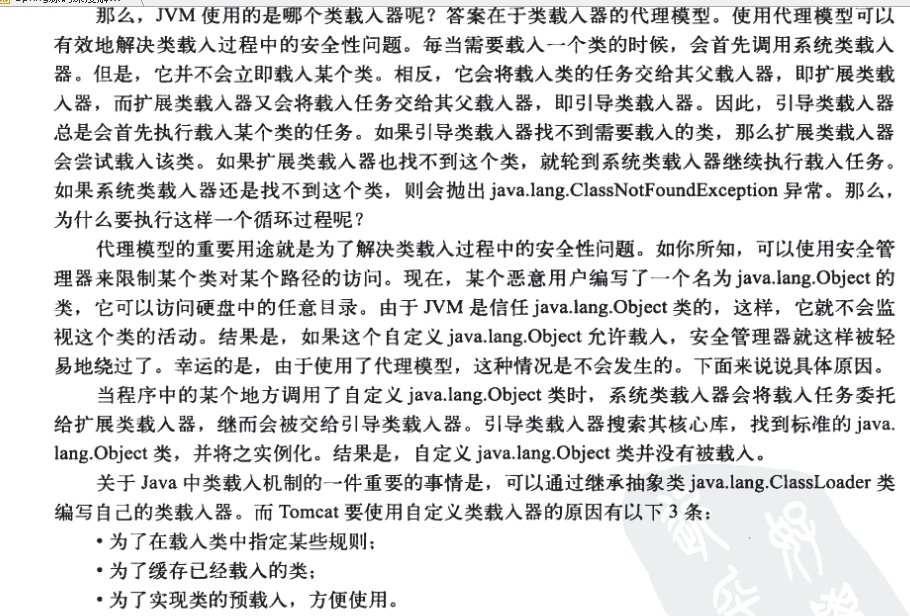 那么，JVM 使用的是哪个类载入器呢？答案在于类载入器的代理模型。使用代理模型可以
有效地解决类载入过程中的安全性问题。每当需要载入一个类的时候，会首先调用系统类载入
器。但是，它并不会立即载入某个类。相反，它会将载入类的任务交给其父载入器，即扩展类载
入器，而扩展类载入器又会将载入任务交给其父载入器，即引导类载入器。因此，引导类载入器
总是会首先执行载入某个类的任务。如果引导类载入器找不到需要载入的类，那么扩展类载入器
会尝试载入该类。如果扩展类载入器也找不到这个类，就轮到系统类载入器继续执行载入任务。
如果系统类载入器还是找不到这个类，则会抛出 java.lang.ClassNotFoundException 异常。那么，
为什么要执行这样一个循环过程呢？
代理模型的重要用途就是为了解决类载入过程中的安全性问题。如你所知，可以使用安全管
理器来限制某个类对某个路径的访问。现在，某个恶意用户编写了一个名为 java.lang.Object 的
类，它可以访问硬盘中的任意目录。由于 JVM 是信任 java.lang.Object 类的，这样，它就不会监
视这个类的活动。结果是，如果这个自定义 java.lang.Object 允许载入，安全管理器就这样被轻
易地绕过了。幸运的是，由于使用了代理模型，这种情况是不会发生的。下面来说说具体原因。
当程序中的某个地方调用了自定义 java.lang.Object 类时，系统类载入器会将载入任务委托
给扩展类载入器，继而会被交给引导类载入器。引导类载入器搜索其核心库，找到标准的 java.
lang.Object 类，并将之实例化。结果是，自定义 java.lang.Object 类并没有被载入。
关于 Java 中类载入机制的一件重要的事情是，可以通过继承抽象类 java.lang.ClassLoader 类
编写自己的类载入器。而 Tomcat 要使用自定义类载入器的原因有以下 3 条：
• 为了在载入类中指定某些规则；
• 为了缓存已经载入的类；
• 为了实现类的预载入，方便使用。